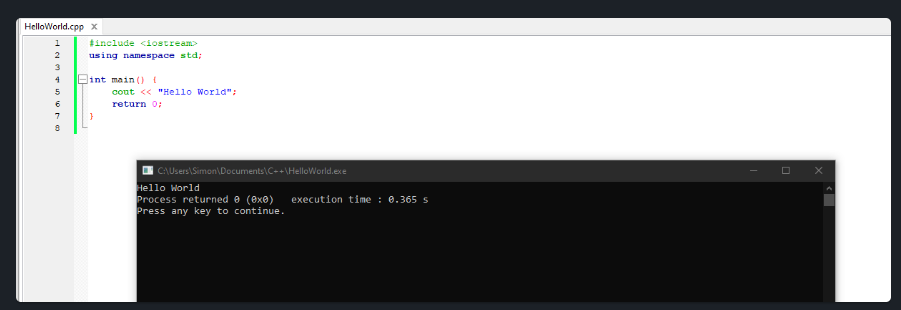 HelloWorld.cpp
1 #include <iostream>
2 using namespace std;
3
4 int main() {
5 cout << "Hello World";
6 return 0;
7 }
8
C:\Users\Simon\Documents\C++\HelloWorld.exe
Hello World
Process returned 0 (0x0)   execution time : 0.365 s
Press any key to continue.